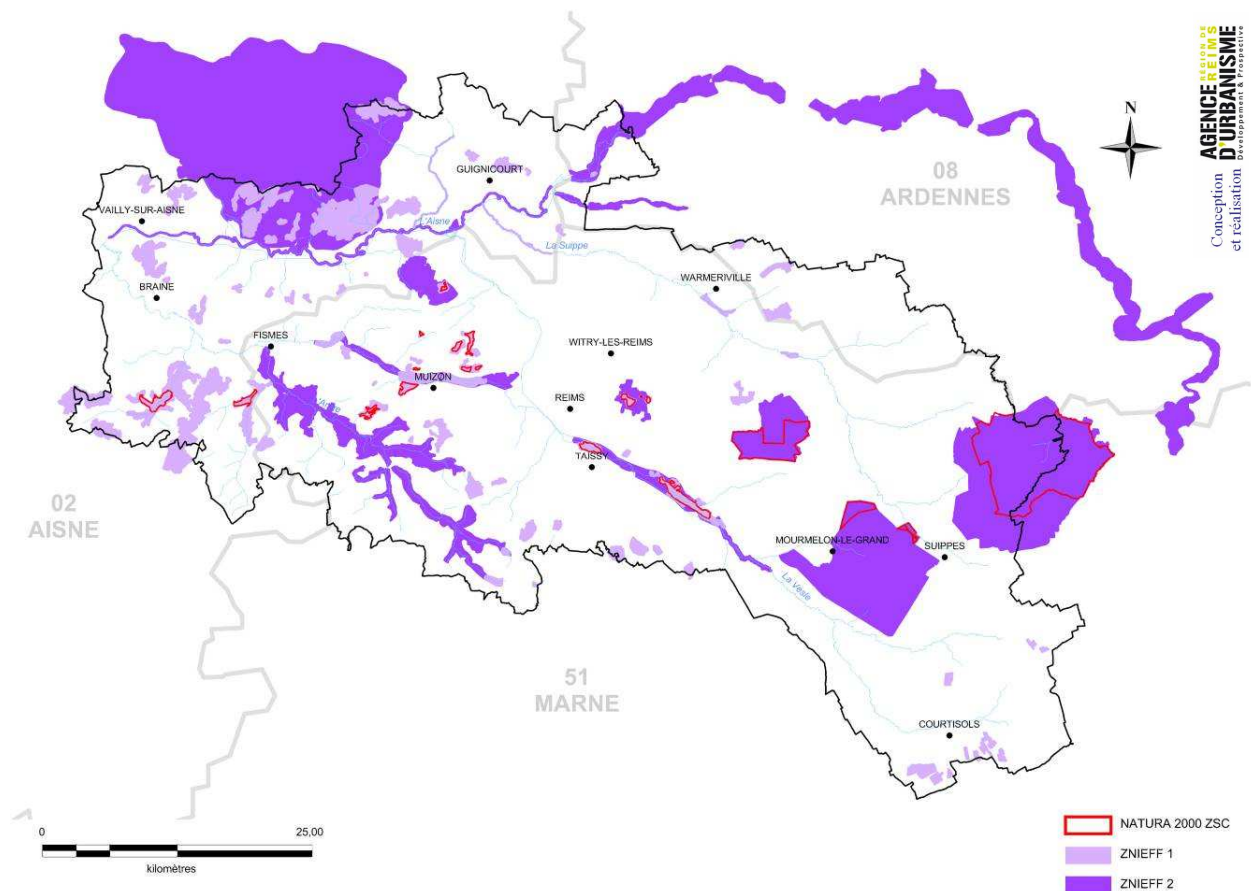 N
AGENCE RÉGION DE REIMS
D'URBANISME
Développement & Prospective
Conception
et réalisation
08
ARDENNES
GUIGNICOURT
VAILLY-SUR-AISNE
L'Aisne
La Suippe
BRAINE
WARMERIVILLE
FISMES
WITRY-LES-REIMS
MUIZON
REIMS
TAISSY
02
AISNE
MOURMELON-LE-GRAND
SUIPPES
La Vesle
51
MARNE
COURTISOLS
0
25,00
kilomètres
NATURA 2000 ZSC
ZNIEFF 1
ZNIEFF 2